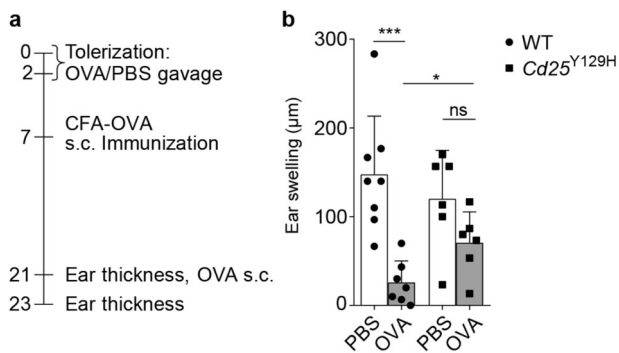 a
0
Tolerization:
2
OVA/PBS gavage
7
CFA-OVA
s.c. Immunization
21
Ear thickness, OVA s.c.
23
Ear thickness
b
Ear swelling (μm)
300
200
100
0
***
*
ns
PBS
OVA
PBS
OVA
WT
Cd25Y129H